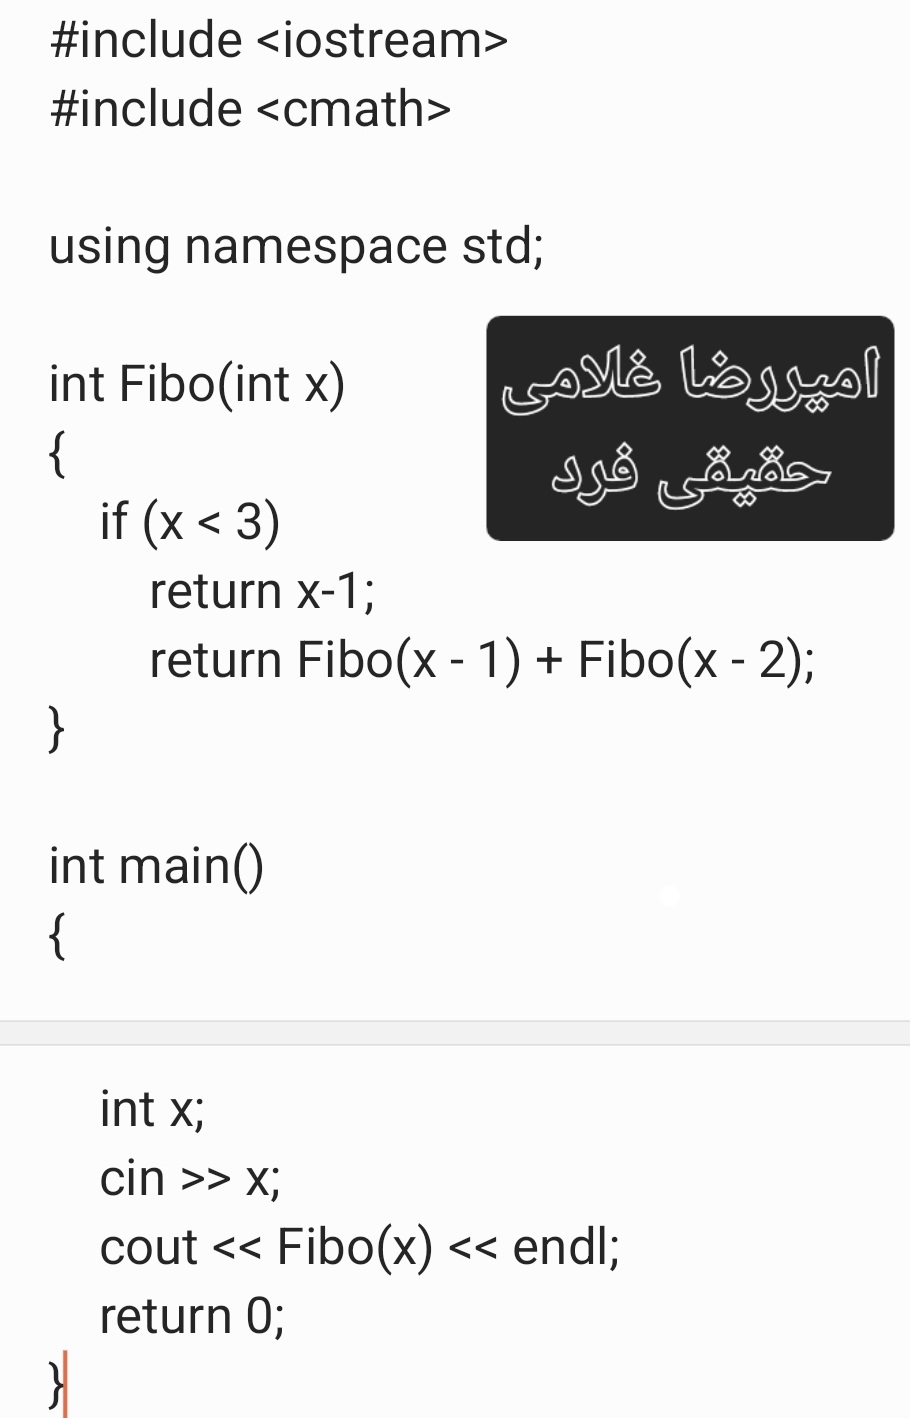 #include <iostream>
#include <cmath>
using namespace std;
int Fibo(int x)
{
if (x < 3)
return x-1;
return Fibo(x - 1) + Fibo(x - 2);
}
امیررضا غلامی
حقیقی فرد
int main()
{
int x;
cin >> x;
cout << Fibo(x) << endl;
return 0;
}